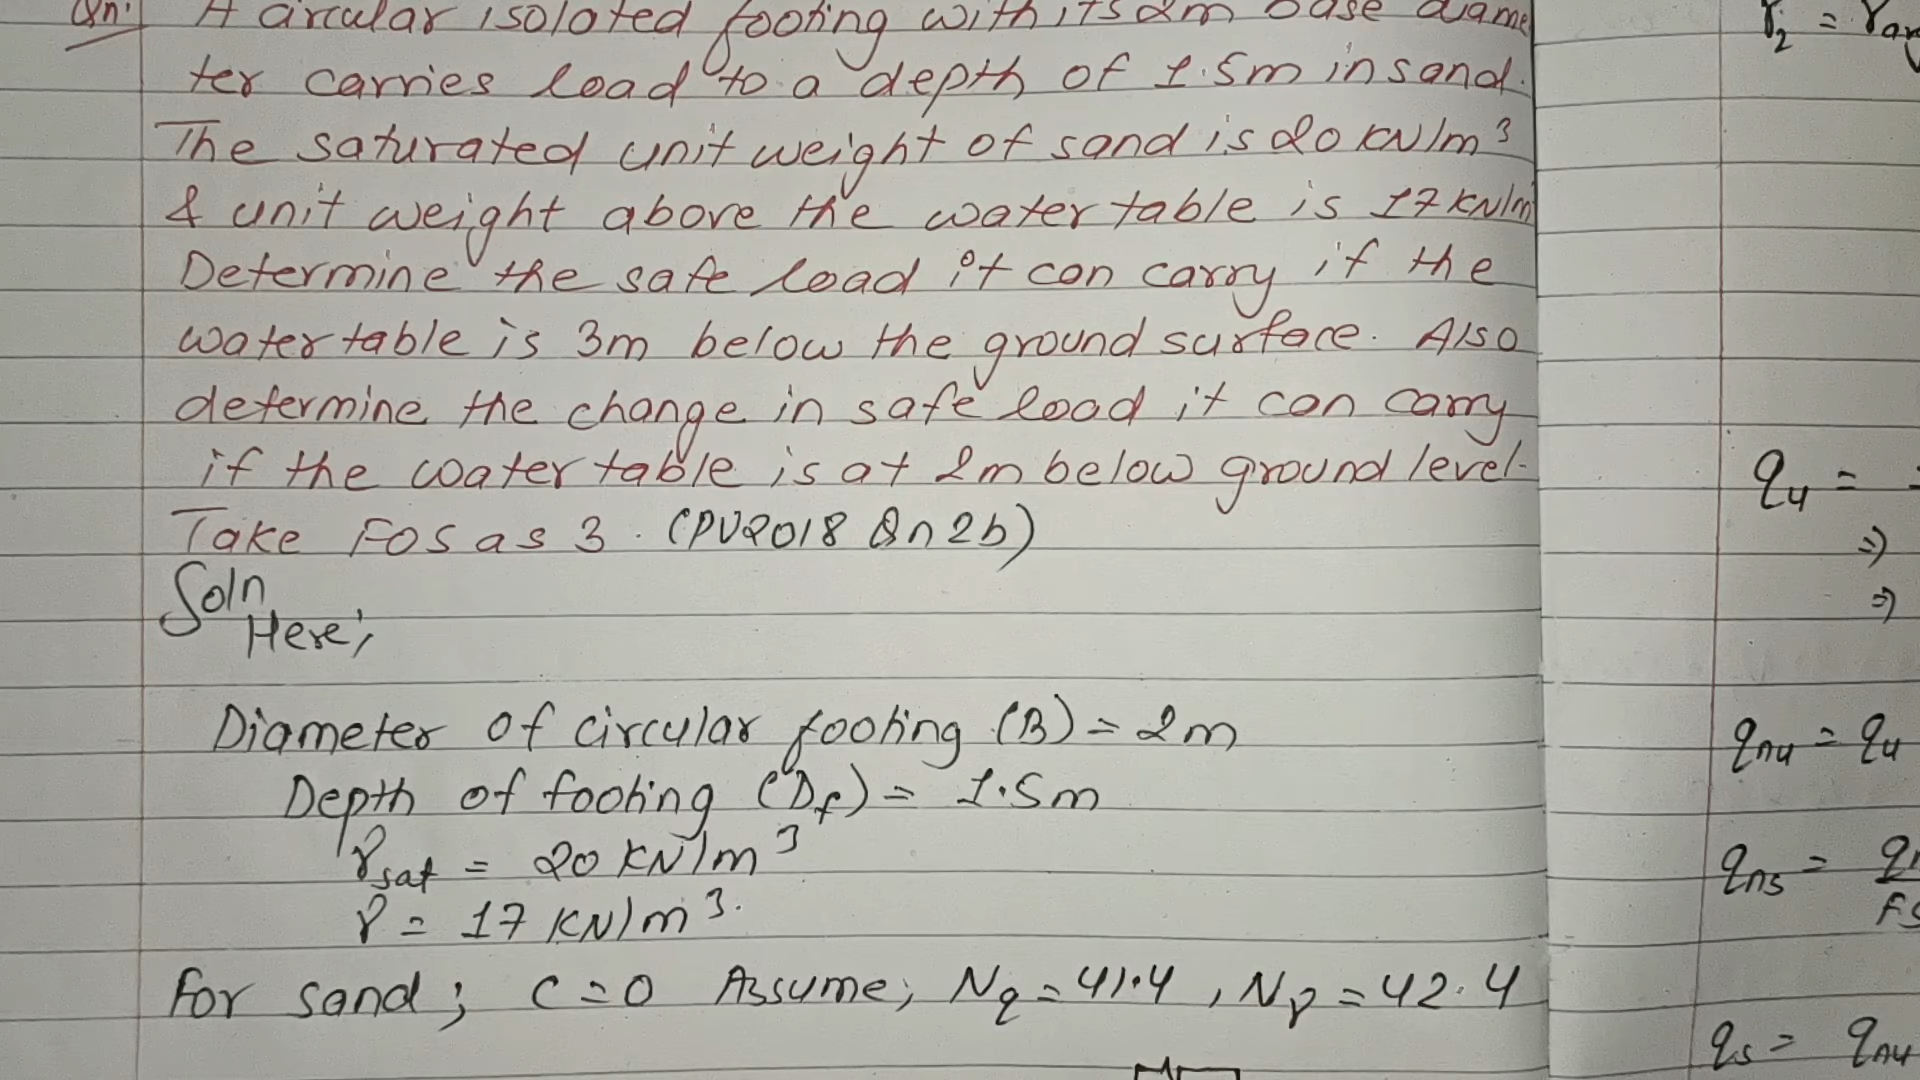 Qn. A circular isolated footing with its 2m base diame
ter carries load to a depth of 1.5m in sand.
The saturated unit weight of sand is 20 KN/m³
& unit weight above the water table is 17 KN/m
Determine the safe load it can carry if the
water table is 3m below the ground surface. Also
determine the change in safe load it can carry
if the water table is at 2m below ground level.
Take FOS as 3. (PU2018 Qn2b)
Soln
Here,
Diameter of circular footing (B) = 2m
Depth of footing (Df) = 1.5m
γsat = 20 KN/m³
γ = 17 KN/m³.
For sand; C=0 Assume, Nq = 41.4, Nγ = 42.4
γ2 = γav
qu =
⇒
⇒
qnu = qu
qns =
FS
qs = qnu